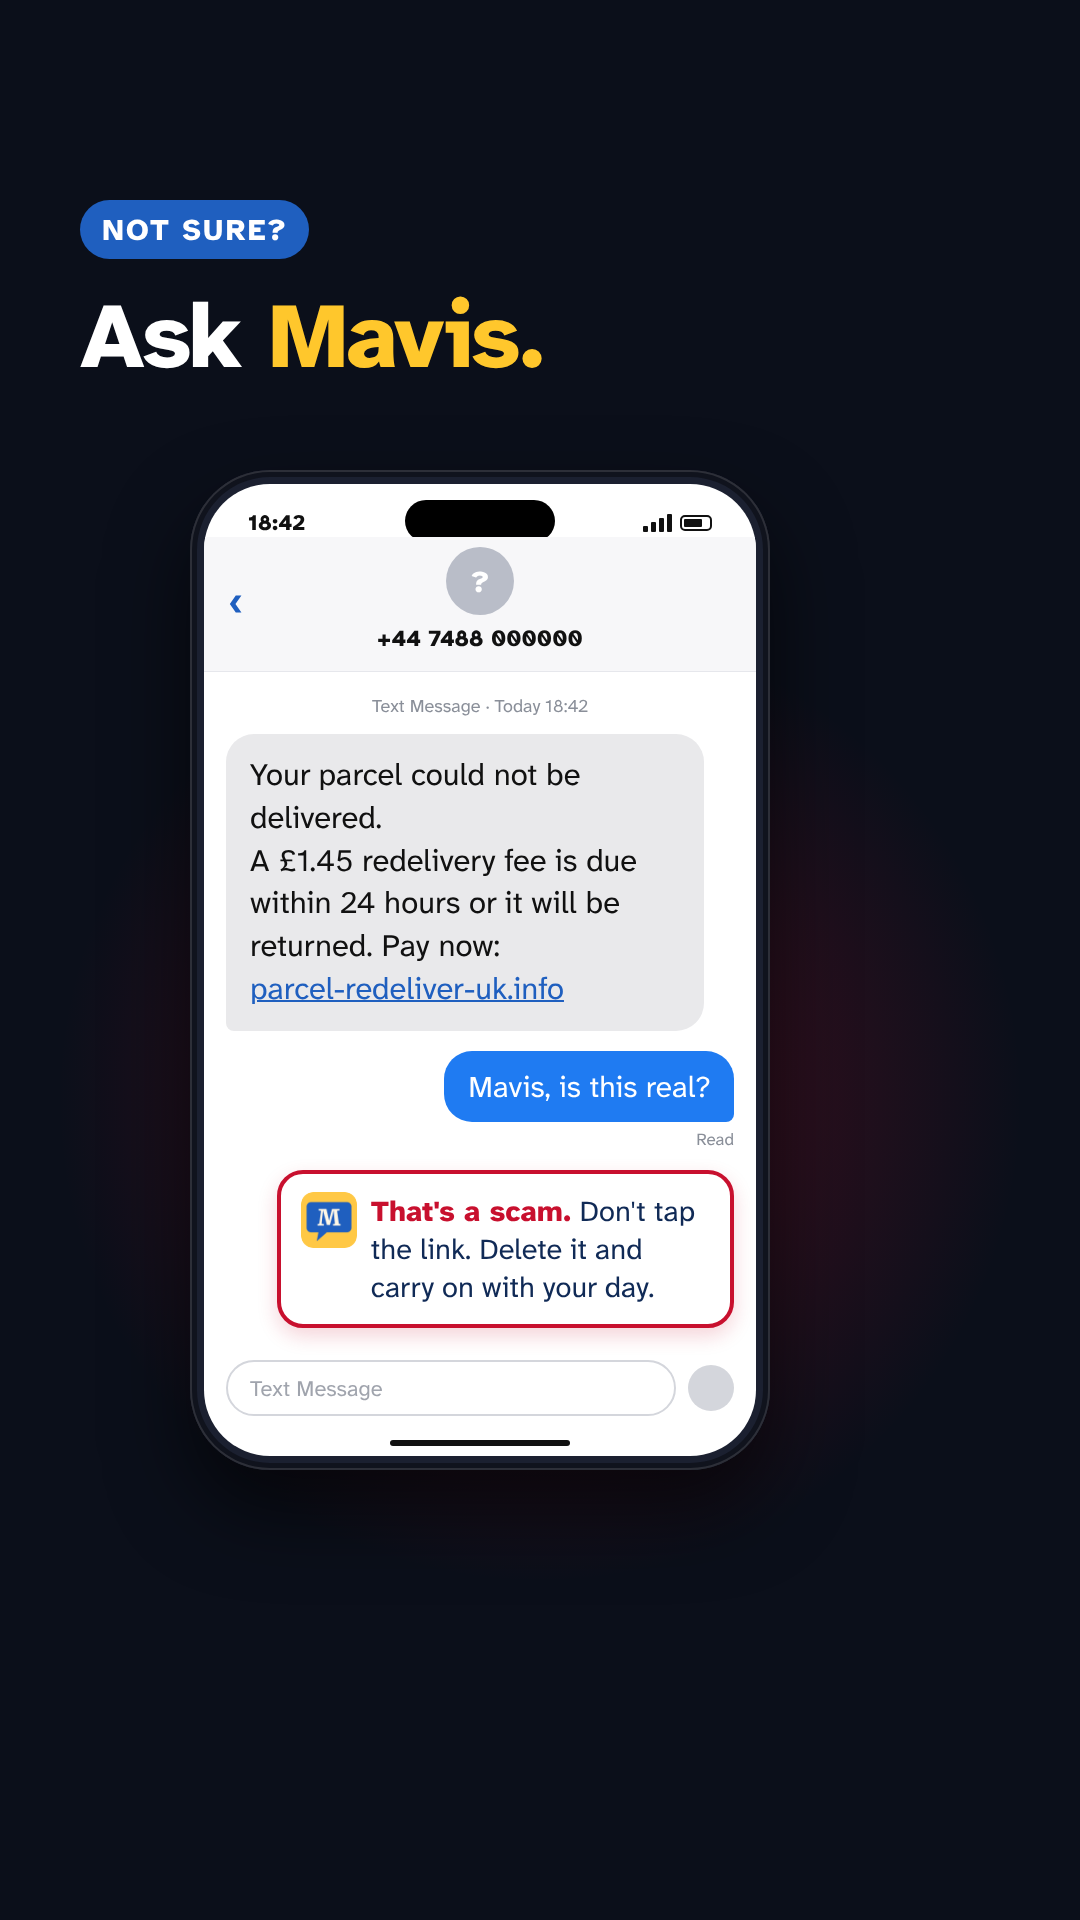 NOT SURE?
Ask Mavis.
18:42
?
+44 7488 000000
Text Message · Today 18:42
Your parcel could not be
delivered.
A £1.45 redelivery fee is due
within 24 hours or it will be
returned. Pay now:
parcel-redeliver-uk.info
Mavis, is this real?
Read
M
That's a scam. Don't tap
the link. Delete it and
carry on with your day.
Text Message